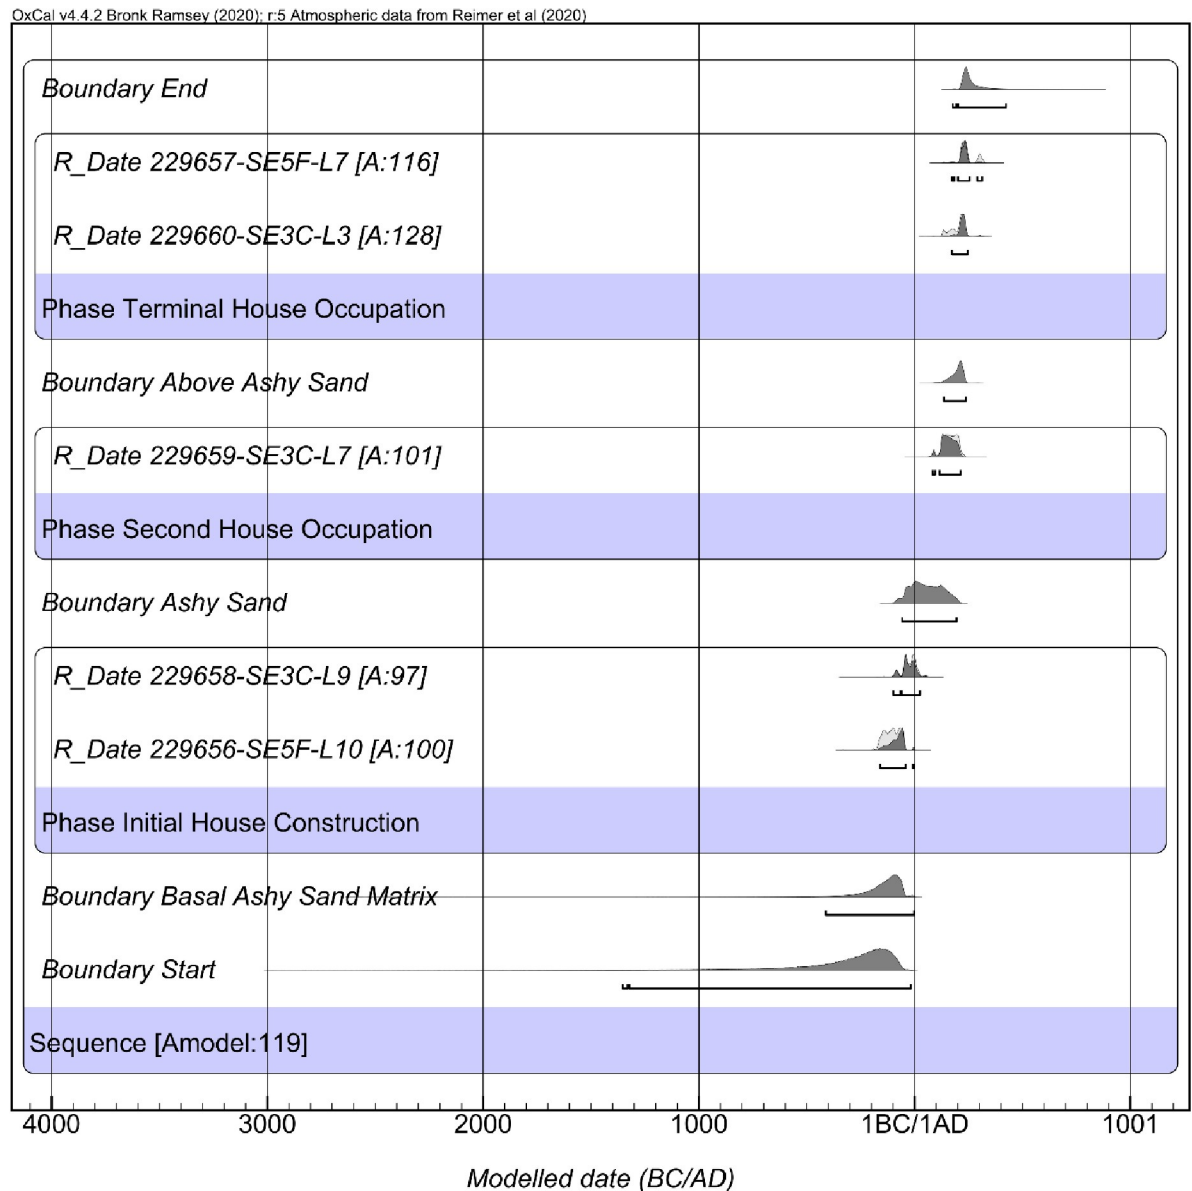 OxCal v4.4.2 Bronk Ramsey (2020); r:5 Atmospheric data from Reimer et al (2020)
Boundary End
R_Date 229657-SE5F-L7 [A:116]
R_Date 229660-SE3C-L3 [A:128]
Phase Terminal House Occupation
Boundary Above Ashy Sand
R_Date 229659-SE3C-L7 [A:101]
Phase Second House Occupation
Boundary Ashy Sand
R_Date 229658-SE3C-L9 [A:97]
R_Date 229656-SE5F-L10 [A:100]
Phase Initial House Construction
Boundary Basal Ashy Sand Matrix
Boundary Start
Sequence [Amodel:119]
4000 3000 2000 1000 1BC/1AD 1001
Modelled date (BC/AD)